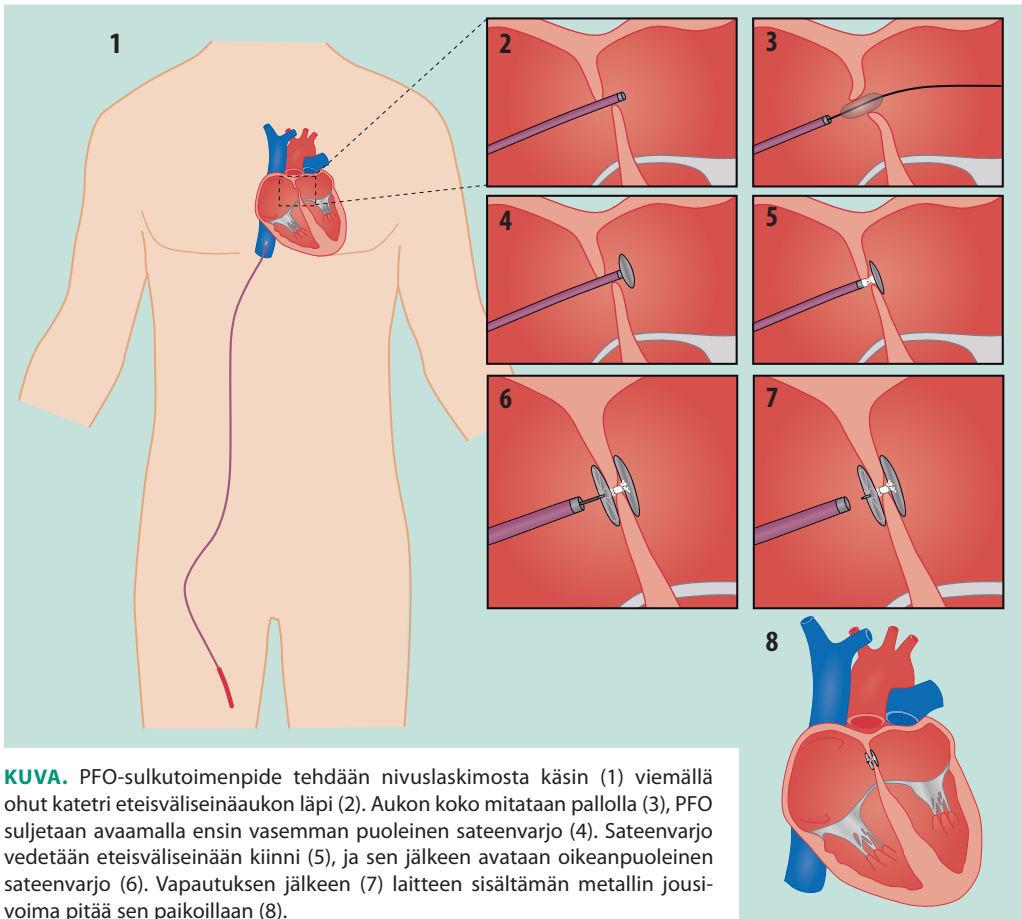 1
2
3
4
5
6
7
8
KUVA. PFO-sulkutoimenpide tehdään nivuslaskimosta käsin (1) viemällä
ohut katetri eteisväliseinäaukon läpi (2). Aukon koko mitataan pallolla (3), PFO
suljetaan avaamalla ensin vasemman puoleinen sateenvarjo (4). Sateenvarjo
vedetään eteisväliseinään kiinni (5), ja sen jälkeen avataan oikeanpuoleinen
sateenvarjo (6). Vapautuksen jälkeen (7) laitteen sisältämän metallin jousi-
voima pitää sen paikoillaan (8).